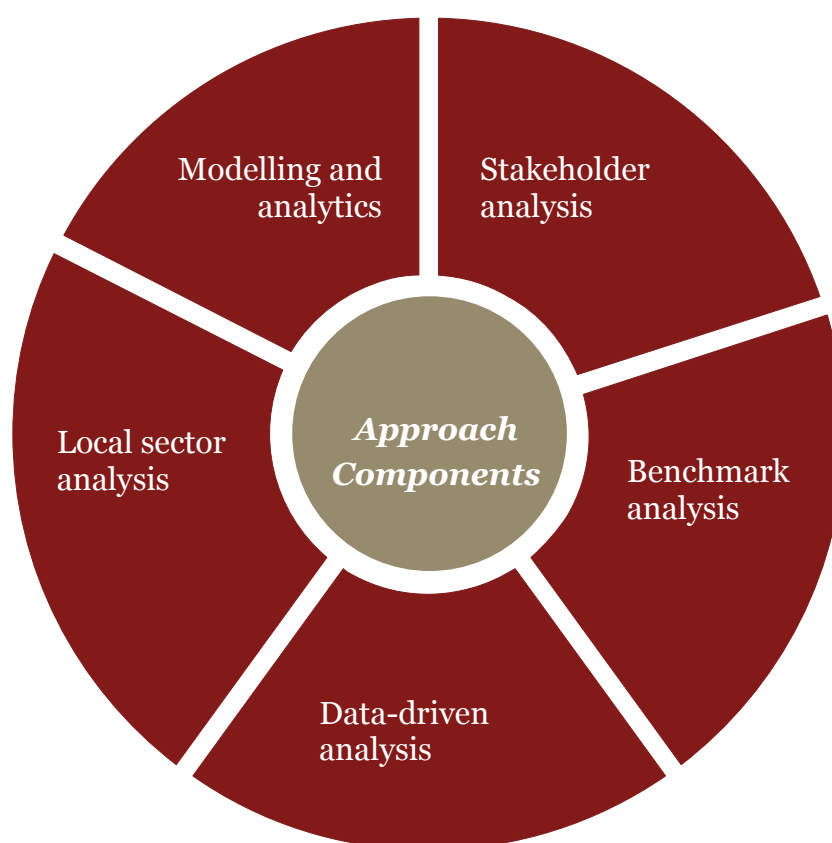 Modelling and
analytics
Stakeholder
analysis
Local sector
analysis
Approach
Components
Benchmark
analysis
Data-driven
analysis